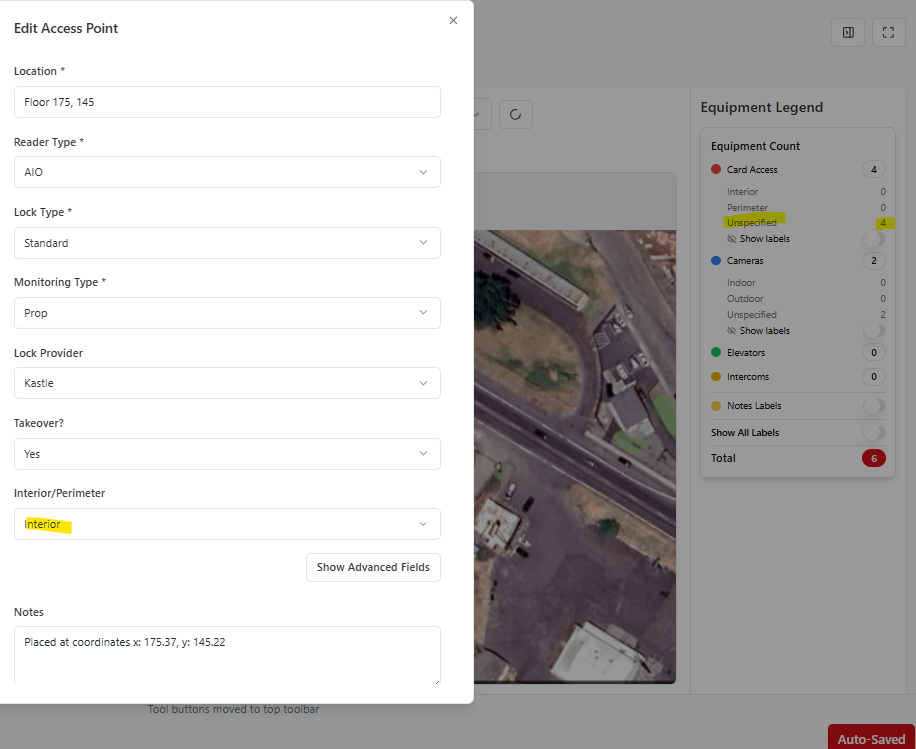 Edit Access Point
Location *
Floor 175, 145
Reader Type *
AIO
Lock Type *
Standard
Monitoring Type *
Prop
Lock Provider
Kastle
Takeover?
Yes
Interior/Perimeter
Interior
Show Advanced Fields
Notes
Placed at coordinates x: 175.37, y: 145.22
Tool buttons moved to top toolbar
Equipment Legend
Equipment Count
Card Access 4
Interior 0
Perimeter 0
Unspecified 4
Show labels
Cameras 2
Indoor 0
Outdoor 0
Unspecified 2
Show labels
Elevators 0
Intercoms 0
Notes Labels
Show All Labels
Total 6
Auto-Saved